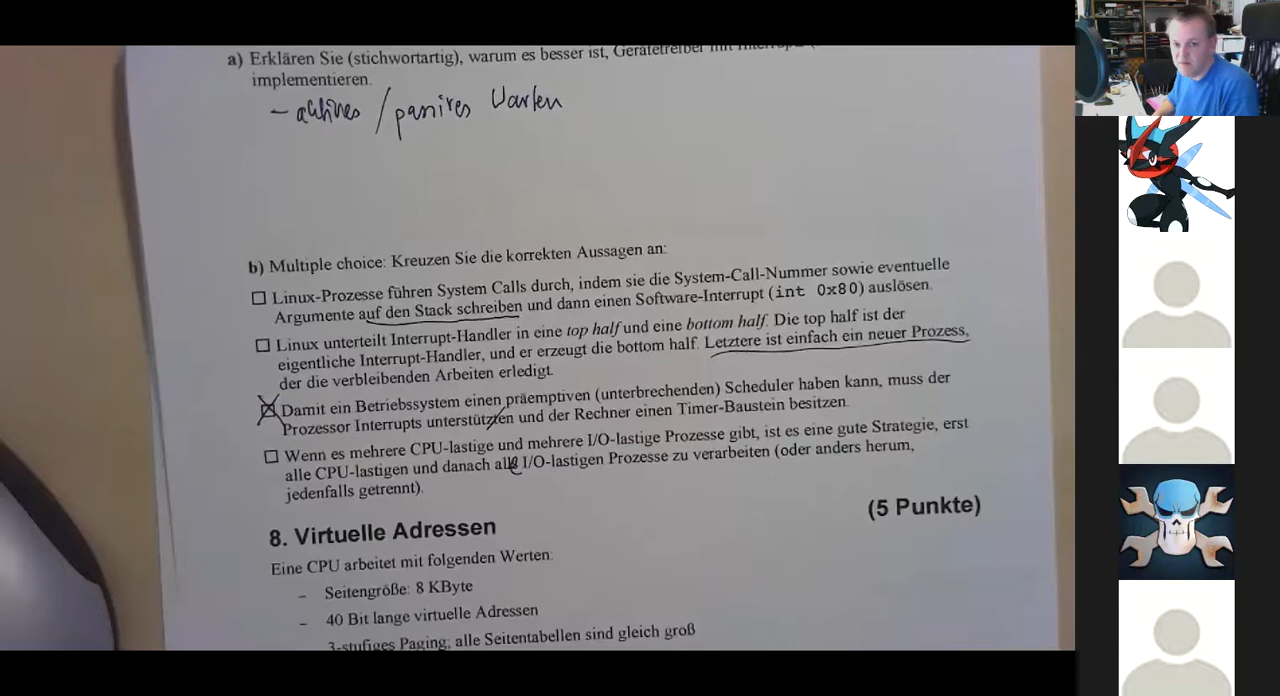 a) Erklären Sie (stichwortartig), warum es besser ist, Gerätetreiber mit
implementieren.
– aktives / passives Warten
b) Multiple choice: Kreuzen Sie die korrekten Aussagen an:
☐ Linux-Prozesse führen System Calls durch, indem sie die System-Call-Nummer sowie eventuelle
Argumente auf den Stack schreiben und dann einen Software-Interrupt (int 0x80) auslösen.
☐ Linux unterteilt Interrupt-Handler in eine top half und eine bottom half. Die top half ist der
eigentliche Interrupt-Handler, und er erzeugt die bottom half. Letztere ist einfach ein neuer Prozess,
der die verbleibenden Arbeiten erledigt.
☒ Damit ein Betriebssystem einen präemptiven (unterbrechenden) Scheduler haben kann, muss der
Prozessor Interrupts unterstützten und der Rechner einen Timer-Baustein besitzen.
☐ Wenn es mehrere CPU-lastige und mehrere I/O-lastige Prozesse gibt, ist es eine gute Strategie, erst
alle CPU-lastigen und danach alle I/O-lastigen Prozesse zu verarbeiten (oder anders herum,
jedenfalls getrennt).
8. Virtuelle Adressen (5 Punkte)
Eine CPU arbeitet mit folgenden Werten:
– Seitengröße: 8 KByte
– 40 Bit lange virtuelle Adressen
3-stufiges Paging, alle Seitentabellen sind gleich groß